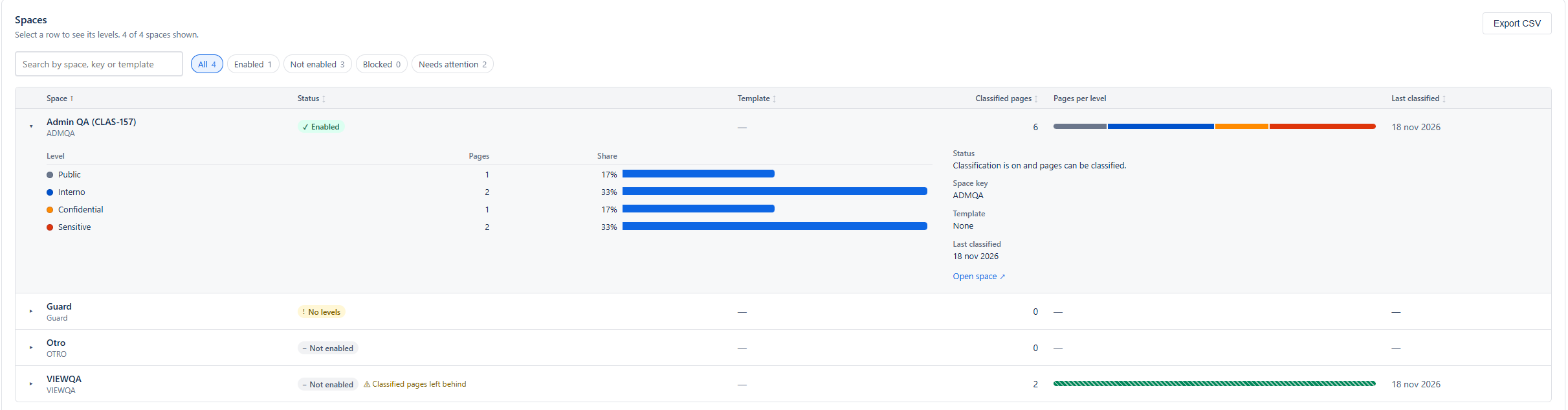 Spaces
Select a row to see its levels. 4 of 4 spaces shown.
Export CSV
Search by space, key or template
All 4 Enabled 1 Not enabled 3 Blocked 0 Needs attention 2
Space ↑ Status Template Classified pages Pages per level Last classified
Admin QA (CLAS-157) ✓ Enabled — 6 18 nov 2026
ADMQA
Level Pages Share
Public 1 17%
Interno 2 33%
Confidential 1 17%
Sensitive 2 33%
Status
Classification is on and pages can be classified.
Space key
ADMQA
Template
None
Last classified
18 nov 2026
Open space ↗
Guard ! No levels — 0 — —
Guard
Otro – Not enabled — 0 — —
OTRO
VIEWQA – Not enabled ⚠ Classified pages left behind — 2 18 nov 2026
VIEWQA